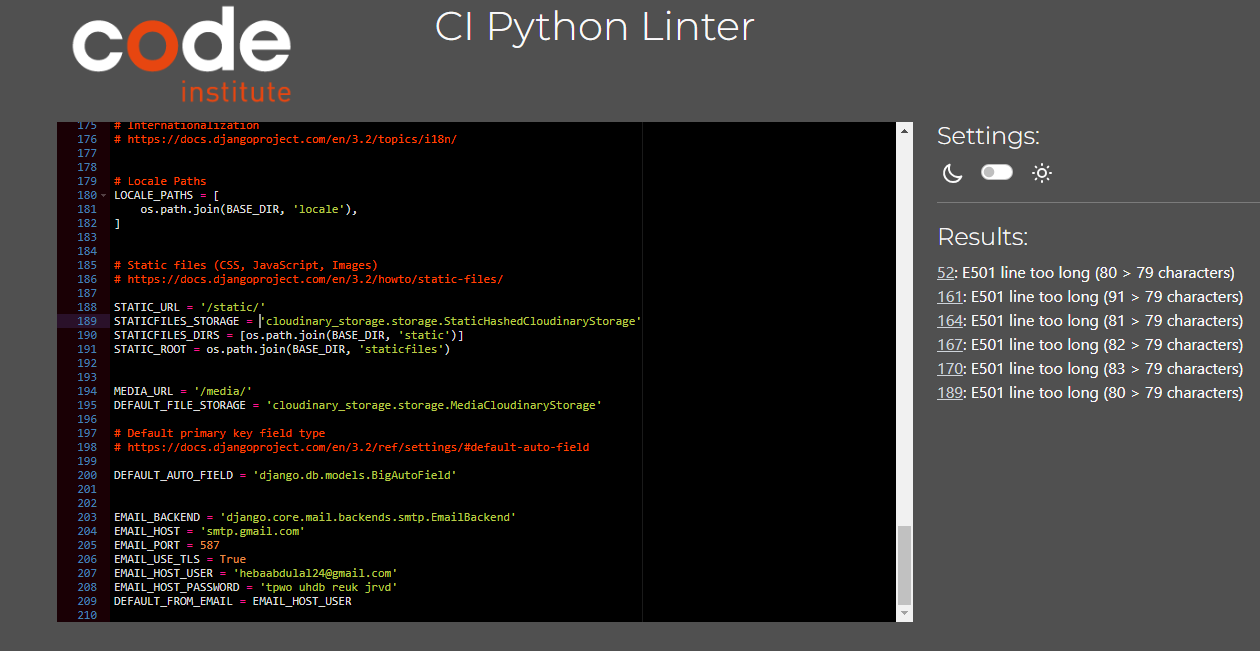 code
institute
CI Python Linter
175 # Internationalization
176 # https://docs.djangoproject.com/en/3.2/topics/i18n/
177
178
179 # Locale Paths
180 LOCALE_PATHS = [
181 os.path.join(BASE_DIR, 'locale'),
182 ]
183
184
185 # Static files (CSS, JavaScript, Images)
186 # https://docs.djangoproject.com/en/3.2/howto/static-files/
187
188 STATIC_URL = '/static/'
189 STATICFILES_STORAGE = 'cloudinary_storage.storage.StaticHashedCloudinaryStorage'
190 STATICFILES_DIRS = [os.path.join(BASE_DIR, 'static')]
191 STATIC_ROOT = os.path.join(BASE_DIR, 'staticfiles')
192
193
194 MEDIA_URL = '/media/'
195 DEFAULT_FILE_STORAGE = 'cloudinary_storage.storage.MediaCloudinaryStorage'
196
197 # Default primary key field type
198 # https://docs.djangoproject.com/en/3.2/ref/settings/#default-auto-field
199
200 DEFAULT_AUTO_FIELD = 'django.db.models.BigAutoField'
201
202
203 EMAIL_BACKEND = 'django.core.mail.backends.smtp.EmailBackend'
204 EMAIL_HOST = 'smtp.gmail.com'
205 EMAIL_PORT = 587
206 EMAIL_USE_TLS = True
207 EMAIL_HOST_USER = 'hebaabdulal24@gmail.com'
208 EMAIL_HOST_PASSWORD = 'tpwo uhdb reuk jrvd'
209 DEFAULT_FROM_EMAIL = EMAIL_HOST_USER
210
Settings:
Results:
52: E501 line too long (80 > 79 characters)
161: E501 line too long (91 > 79 characters)
164: E501 line too long (81 > 79 characters)
167: E501 line too long (82 > 79 characters)
170: E501 line too long (83 > 79 characters)
189: E501 line too long (80 > 79 characters)